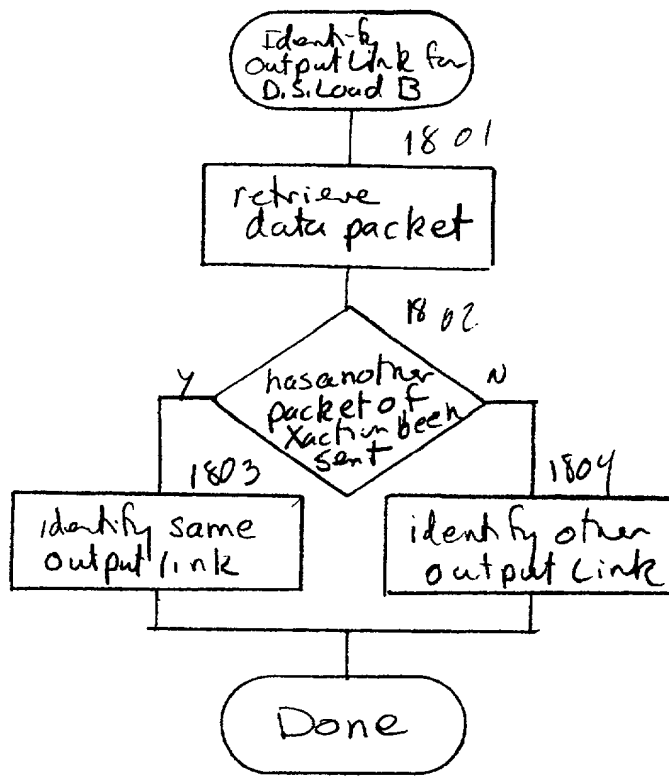 Identify
output Link for
D.S. Load B
1801
retrieve
data packet
1802
has another
packet of
Xaction been
sent
Y
N
1803
identify same
output link
1804
identify other
output Link
Done